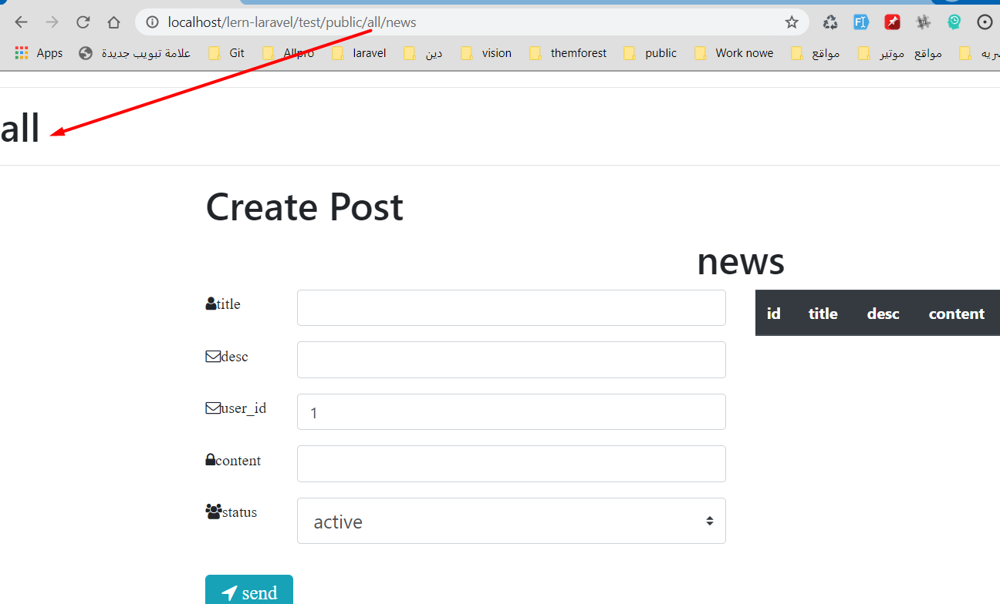 localhost/lern-laravel/test/public/all/news
Apps علامة تبويب جديدة Git Allpro laravel دين vision themforest public Work nowe مواقع مواقع موتير
all
Create Post
news
title
id title desc content
desc
user_id 1
content
status active
send